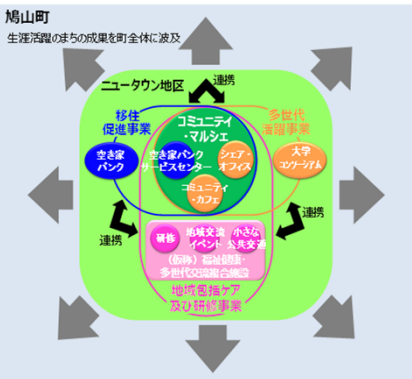 鳩山町
生涯活躍のまちの成果を町全体に波及
ニュータウン地区
連携
移住
促進事業
多世代
活躍事業
コミュニティ
・マルシェ
空き家
バンク
空き家バンク
サービスセンター
シェア・
オフィス
大学
コンソーシアム
コミュニティ
・カフェ
連携
連携
研修
地域交流
イベント
小さな
公共交通
(仮称)福祉健康・
多世代交流複合施設
地域包括ケア
及び研修事業